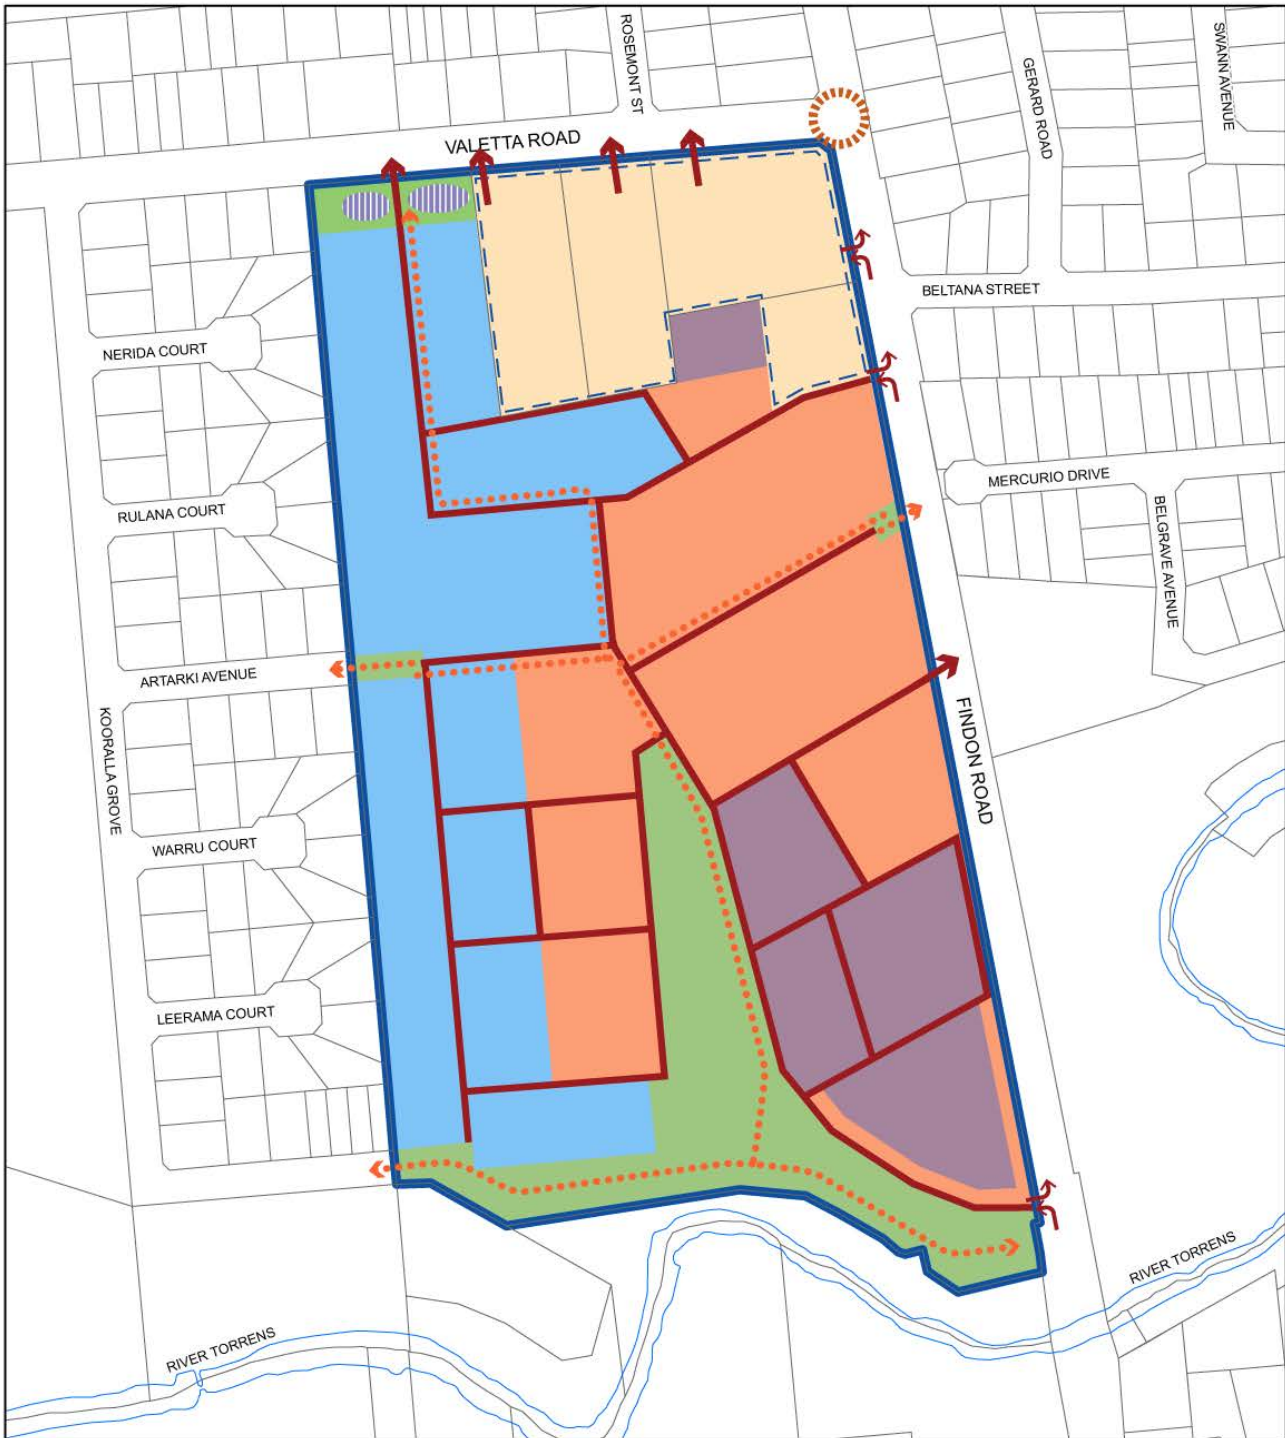 ROSEMONT ST
SWANN AVENUE
GERARD ROAD
VALETTA ROAD
BELTANA STREET
NERIDA COURT
MERCURIO DRIVE
RULANA COURT
BELGRAVE AVENUE
ARTARKI AVENUE
KOORALLA GROVE
FINDON ROAD
WARRU COURT
LEERAMA COURT
RIVER TORRENS
RIVER TORRENS